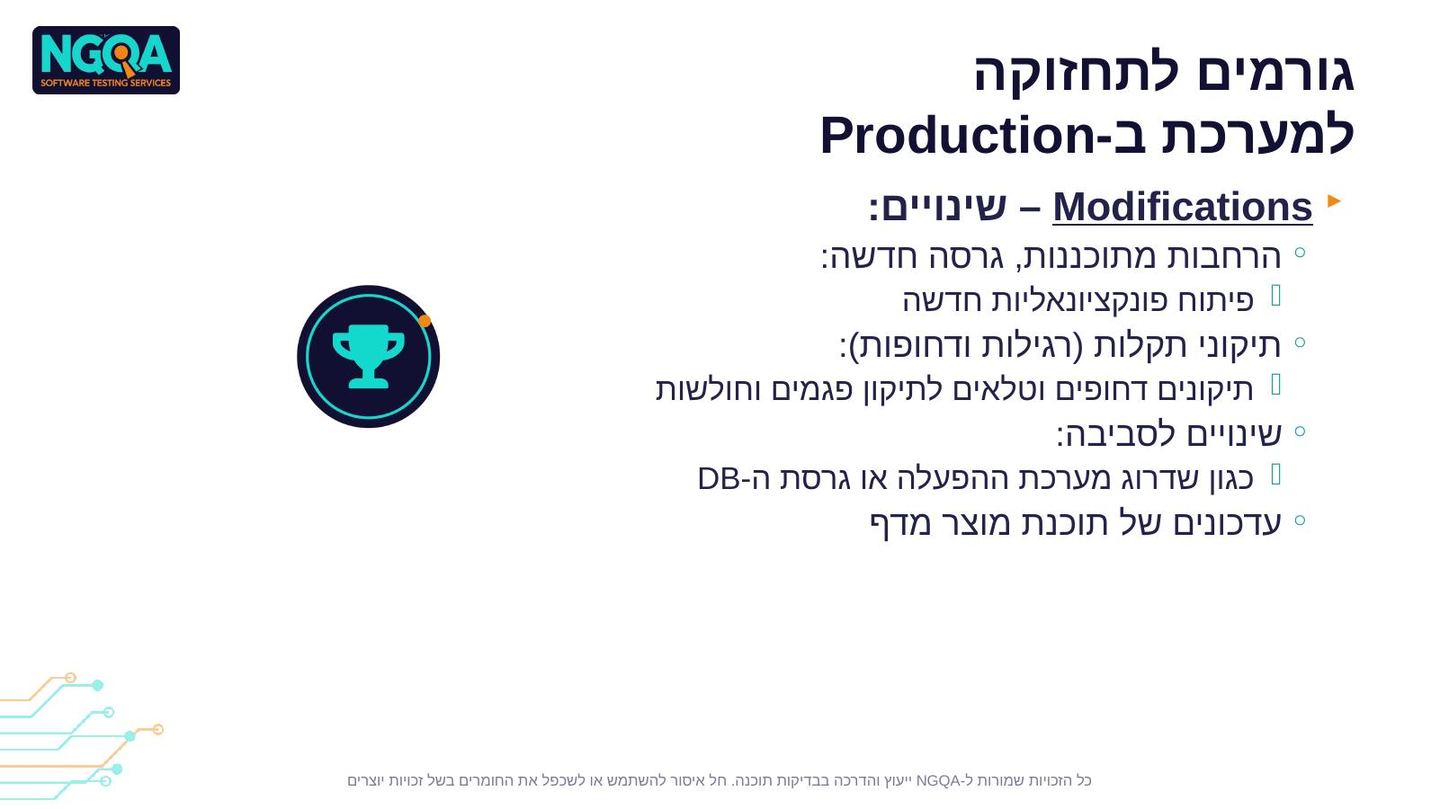 NGQA
SOFTWARE TESTING SERVICES
גורמים לתחזוקה
למערכת ב-Production
Modifications – שינויים:
הרחבות מתוכננות, גרסה חדשה:
פיתוח פונקציונאליות חדשה
תיקוני תקלות (רגילות ודחופות):
תיקונים דחופים וטלאים לתיקון פגמים וחולשות
שינויים לסביבה:
כגון שדרוג מערכת ההפעלה או גרסת ה-DB
עדכונים של תוכנת מוצר מדף
כל הזכויות שמורות ל-NGQA ייעוץ והדרכה בבדיקות תוכנה. חל איסור להשתמש או לשכפל את החומרים בשל זכויות יוצרים